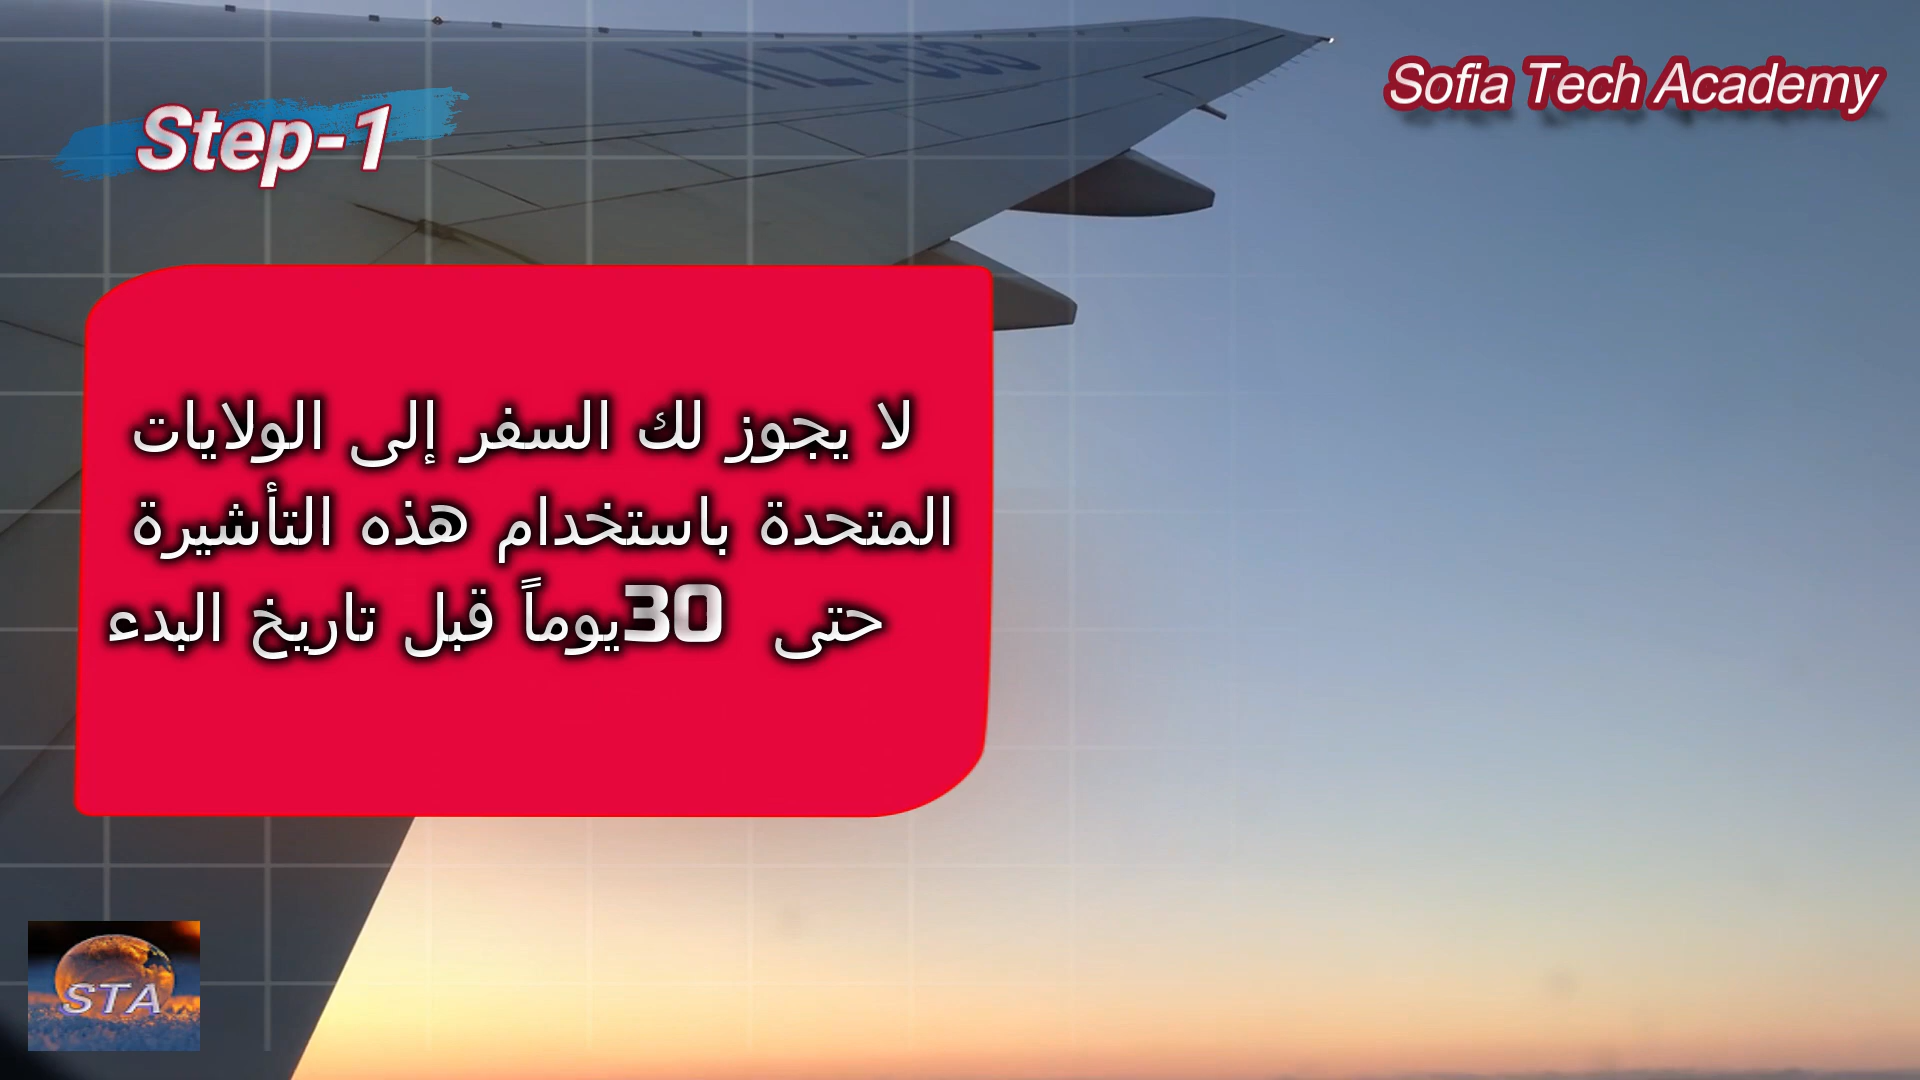 HL7533
Sofia Tech Academy
Step-1
لا يجوز لك السفر إلى الولايات
المتحدة باستخدام هذه التأشيرة
حتى 30يوماً قبل تاريخ البدء
STA